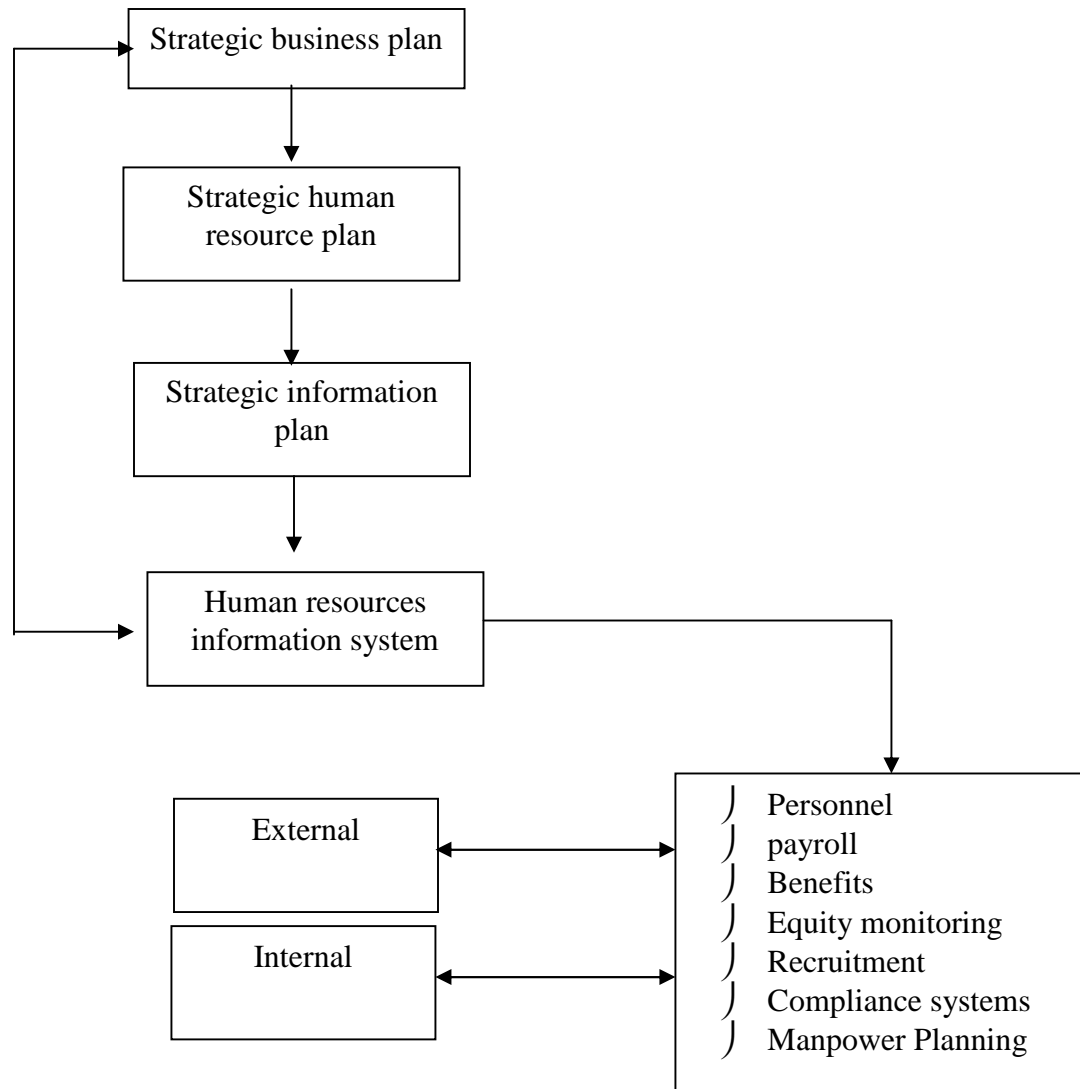 Strategic business plan
Strategic human
resource plan
Strategic information
plan
Human resources
information system
External
Internal
Personnel
payroll
Benefits
Equity monitoring
Recruitment
Compliance systems
Manpower Planning